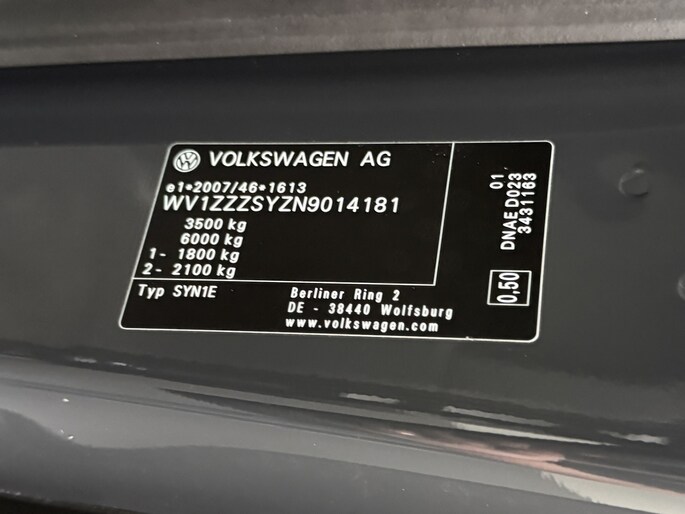 VOLKSWAGEN AG
e1*2007/46*1613
WV1ZZZSYZN9014181
3500 kg
6000 kg
1- 1800 kg
2- 2100 kg
Typ SYN1E
Berliner Ring 2
DE - 38440 Wolfsburg
www.volkswagen.com
01
DNAE D023
3431163
0,50